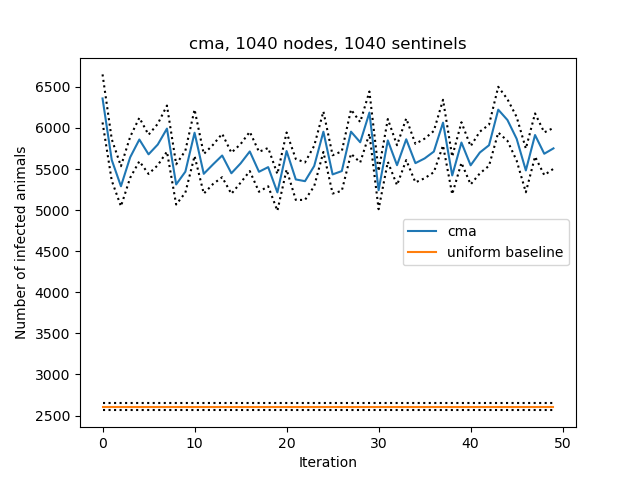 cma, 1040 nodes, 1040 sentinels
Number of infected animals
6500
6000
5500
5000
4500
4000
3500
3000
2500
cma
uniform baseline
0 10 20 30 40 50
Iteration